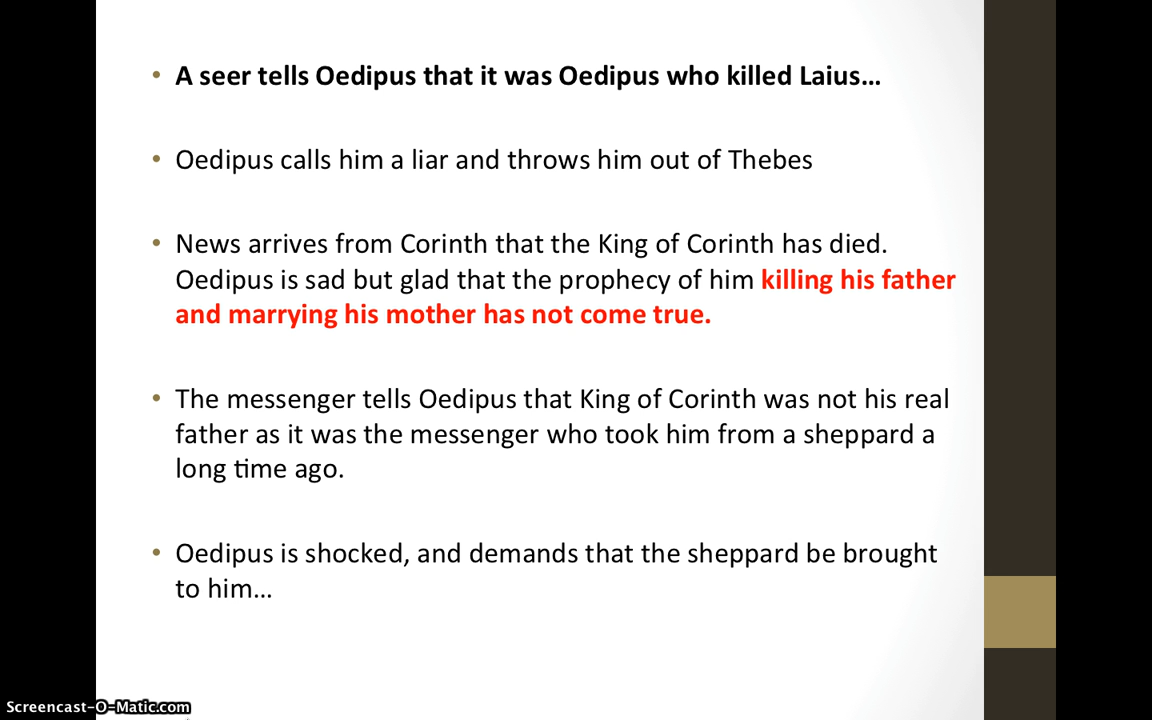 • A seer tells Oedipus that it was Oedipus who killed Laius…
• Oedipus calls him a liar and throws him out of Thebes
• News arrives from Corinth that the King of Corinth has died.
Oedipus is sad but glad that the prophecy of him killing his father
and marrying his mother has not come true.
• The messenger tells Oedipus that King of Corinth was not his real
father as it was the messenger who took him from a sheppard a
long time ago.
• Oedipus is shocked, and demands that the sheppard be brought
to him…
Screencast-O-Matic.com